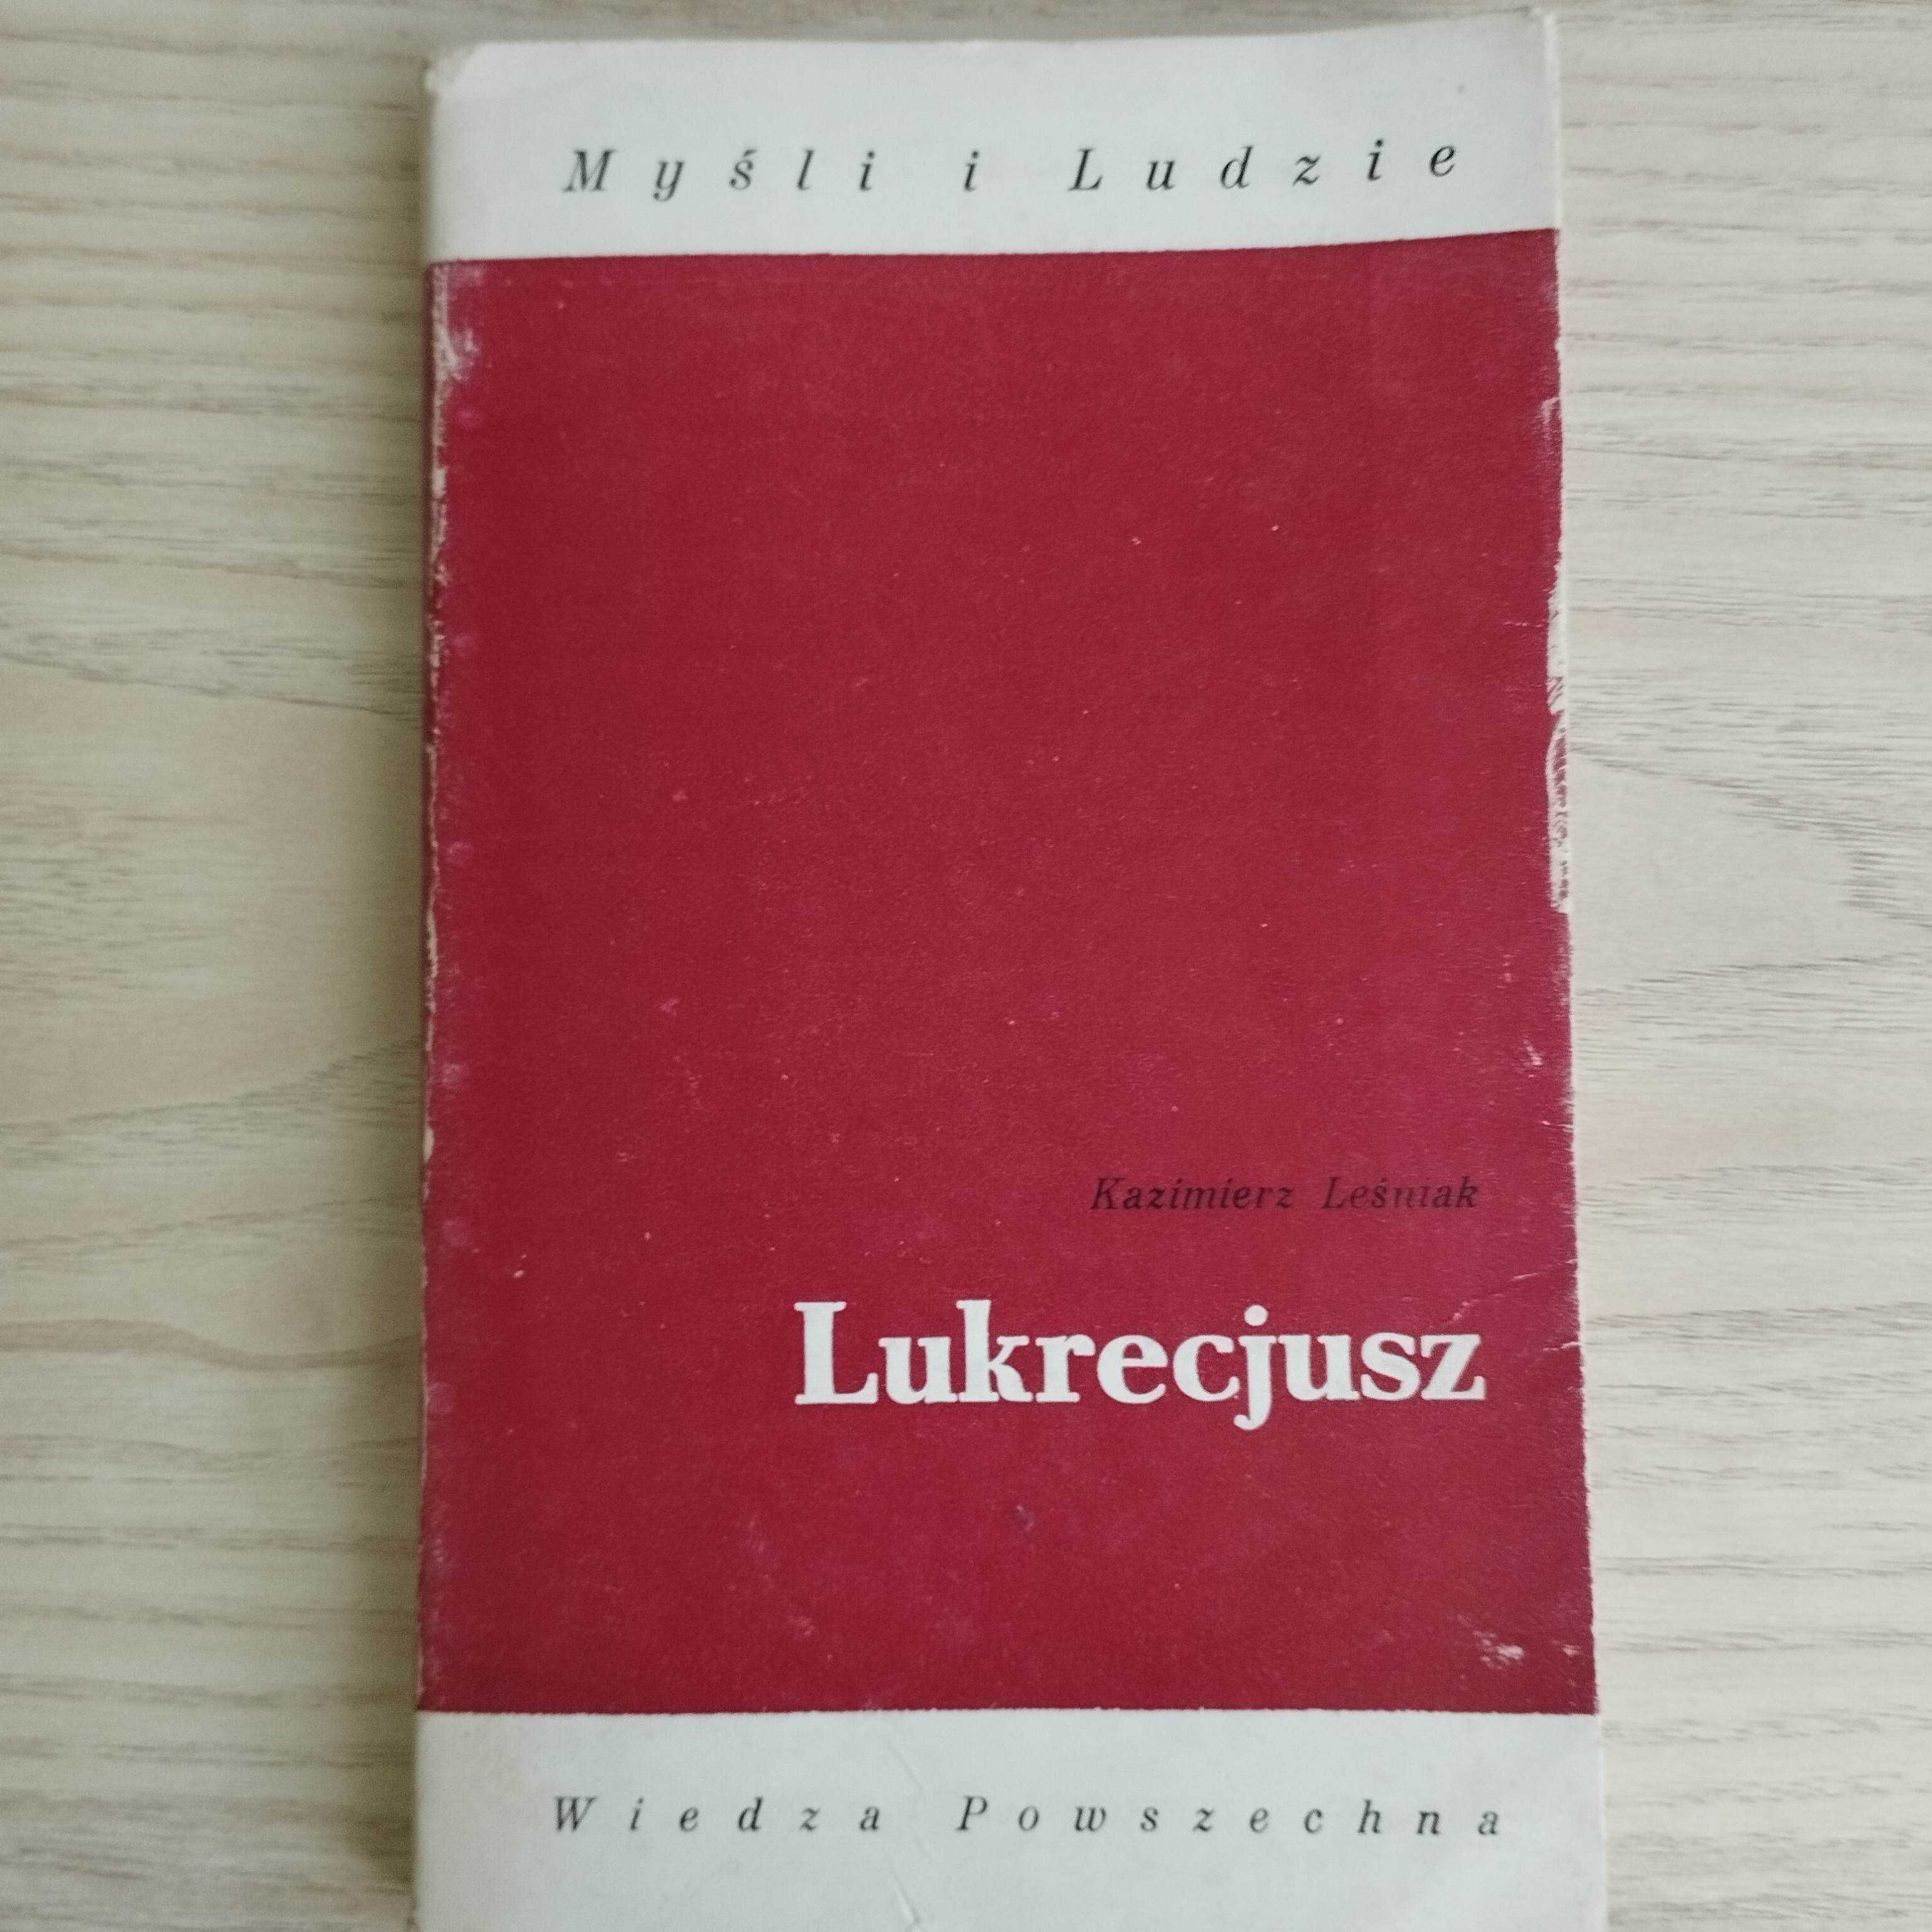 Myśli i Ludzie
Kazimierz Leśniak
Lukrecjusz
Wiedza Powszechna